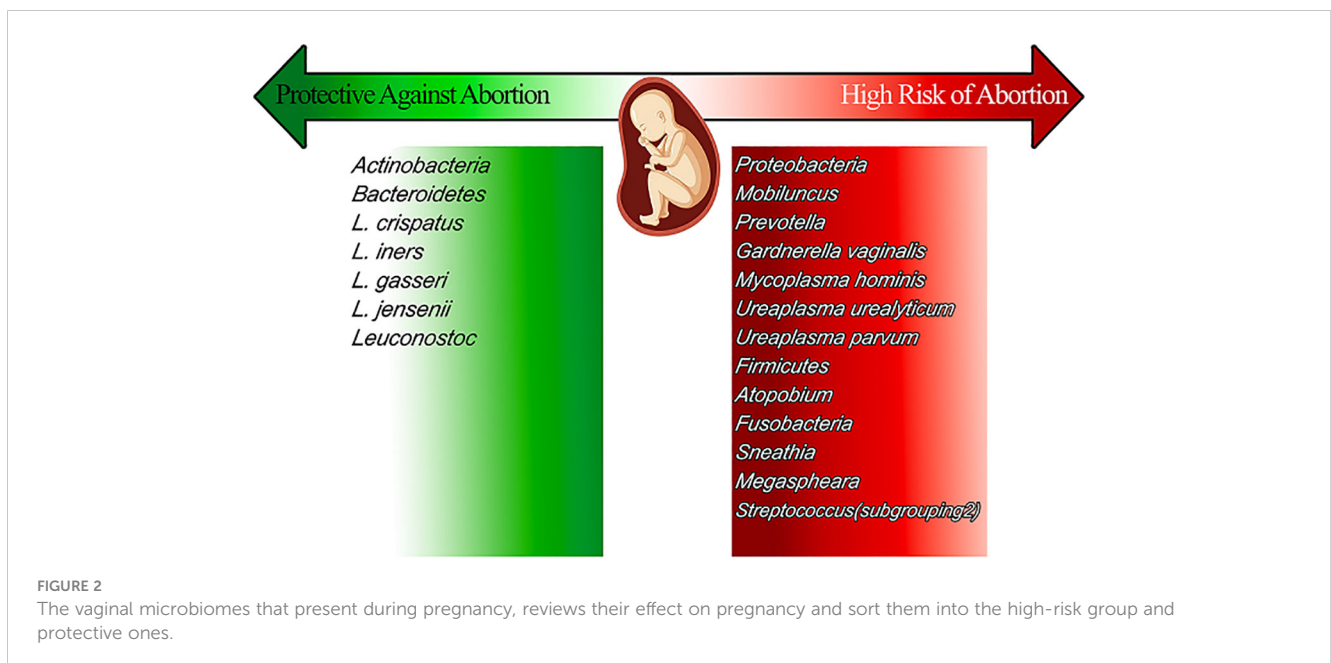 Protective Against Abortion
High Risk of Abortion
Actinobacteria
Bacteroidetes
L. crispatus
L. iners
L. gasseri
L. jensenii
Leuconostoc
Proteobacteria
Mobiluncus
Prevotella
Gardnerella vaginalis
Mycoplasma hominis
Ureaplasma urealyticum
Ureaplasma parvum
Firmicutes
Atopobium
Fusobacteria
Sneathia
Megaspheara
Streptococcus(subgrouping2)
FIGURE 2
The vaginal microbiomes that present during pregnancy, reviews their effect on pregnancy and sort them into the high-risk group and
protective ones.